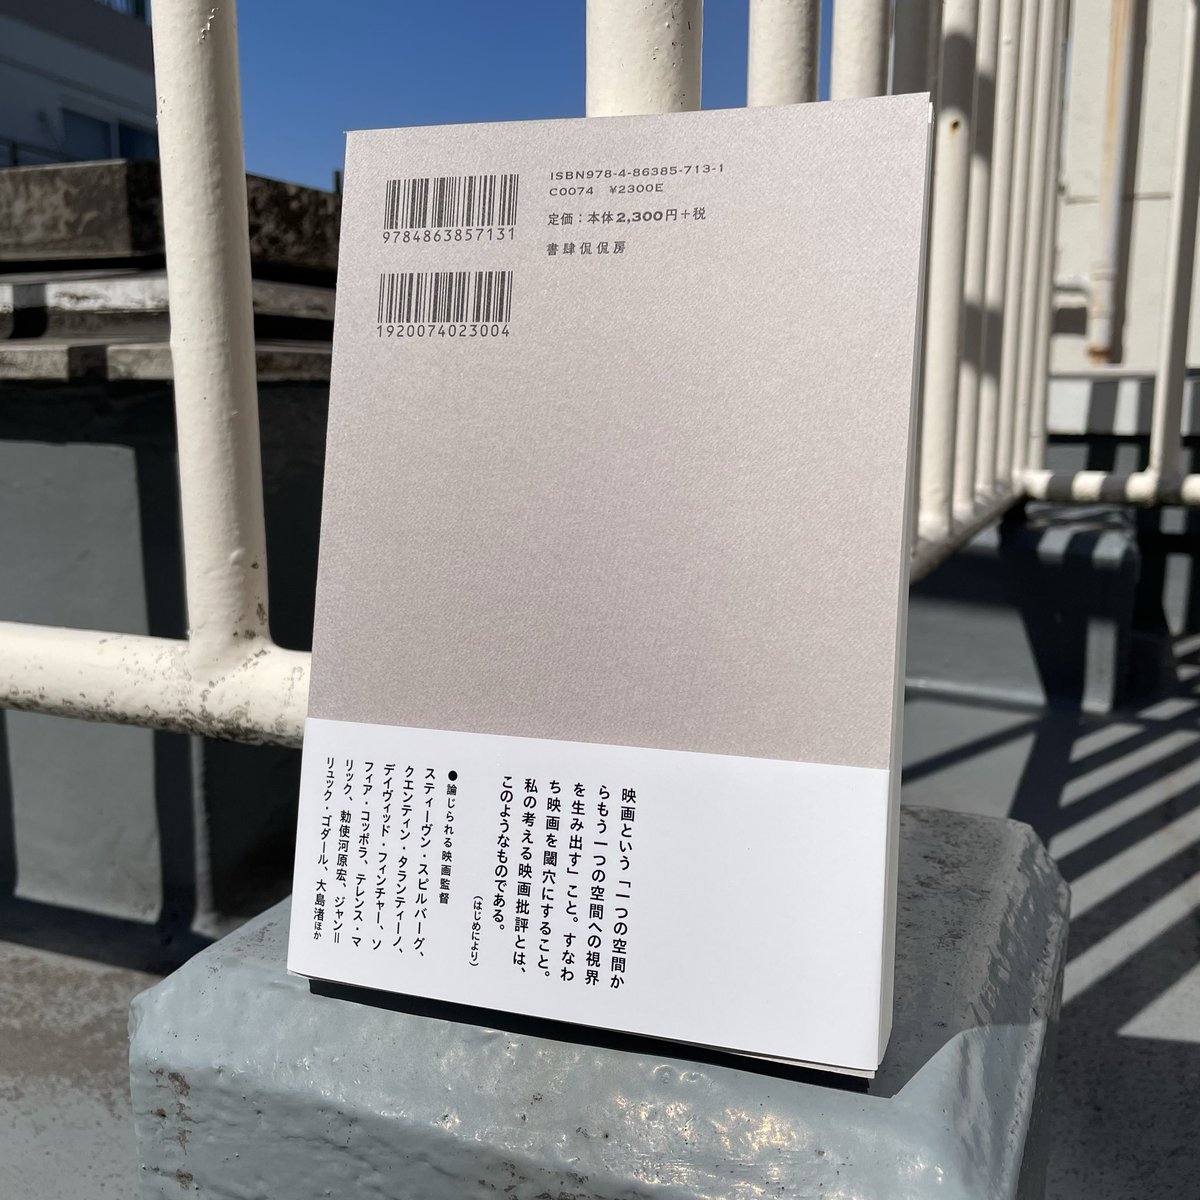 ISBN978-4-86385-713-1
C0074 ¥2300E
定価：本体2,300円＋税
書肆侃侃房
9784863857131
1920074023004
映画という「一つの空間か
らもう一つの空間への視界
を生み出す」こと。すなわ
ち映画を閾穴にすること。
私の考える映画批評とは、
このようなものである。
（はじめにより）
●論じられる映画監督
スティーヴン・スピルバーグ、
クエンティン・タランティーノ、
デイヴィッド・フィンチャー、ソ
フィア・コッポラ、テレンス・マ
リック、勅使河原宏、ジャン＝
リュック・ゴダール、大島渚ほか